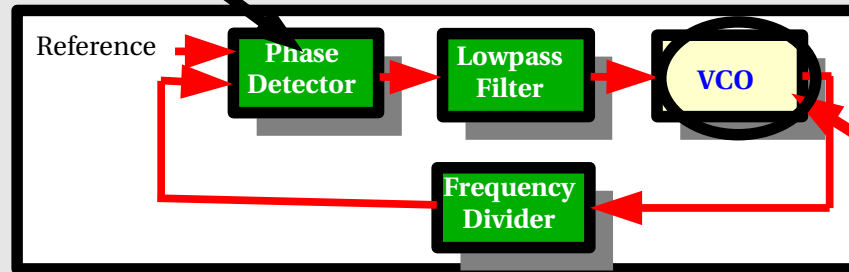 Reference
Phase
Detector
Lowpass
Filter
VCO
Frequency
Divider